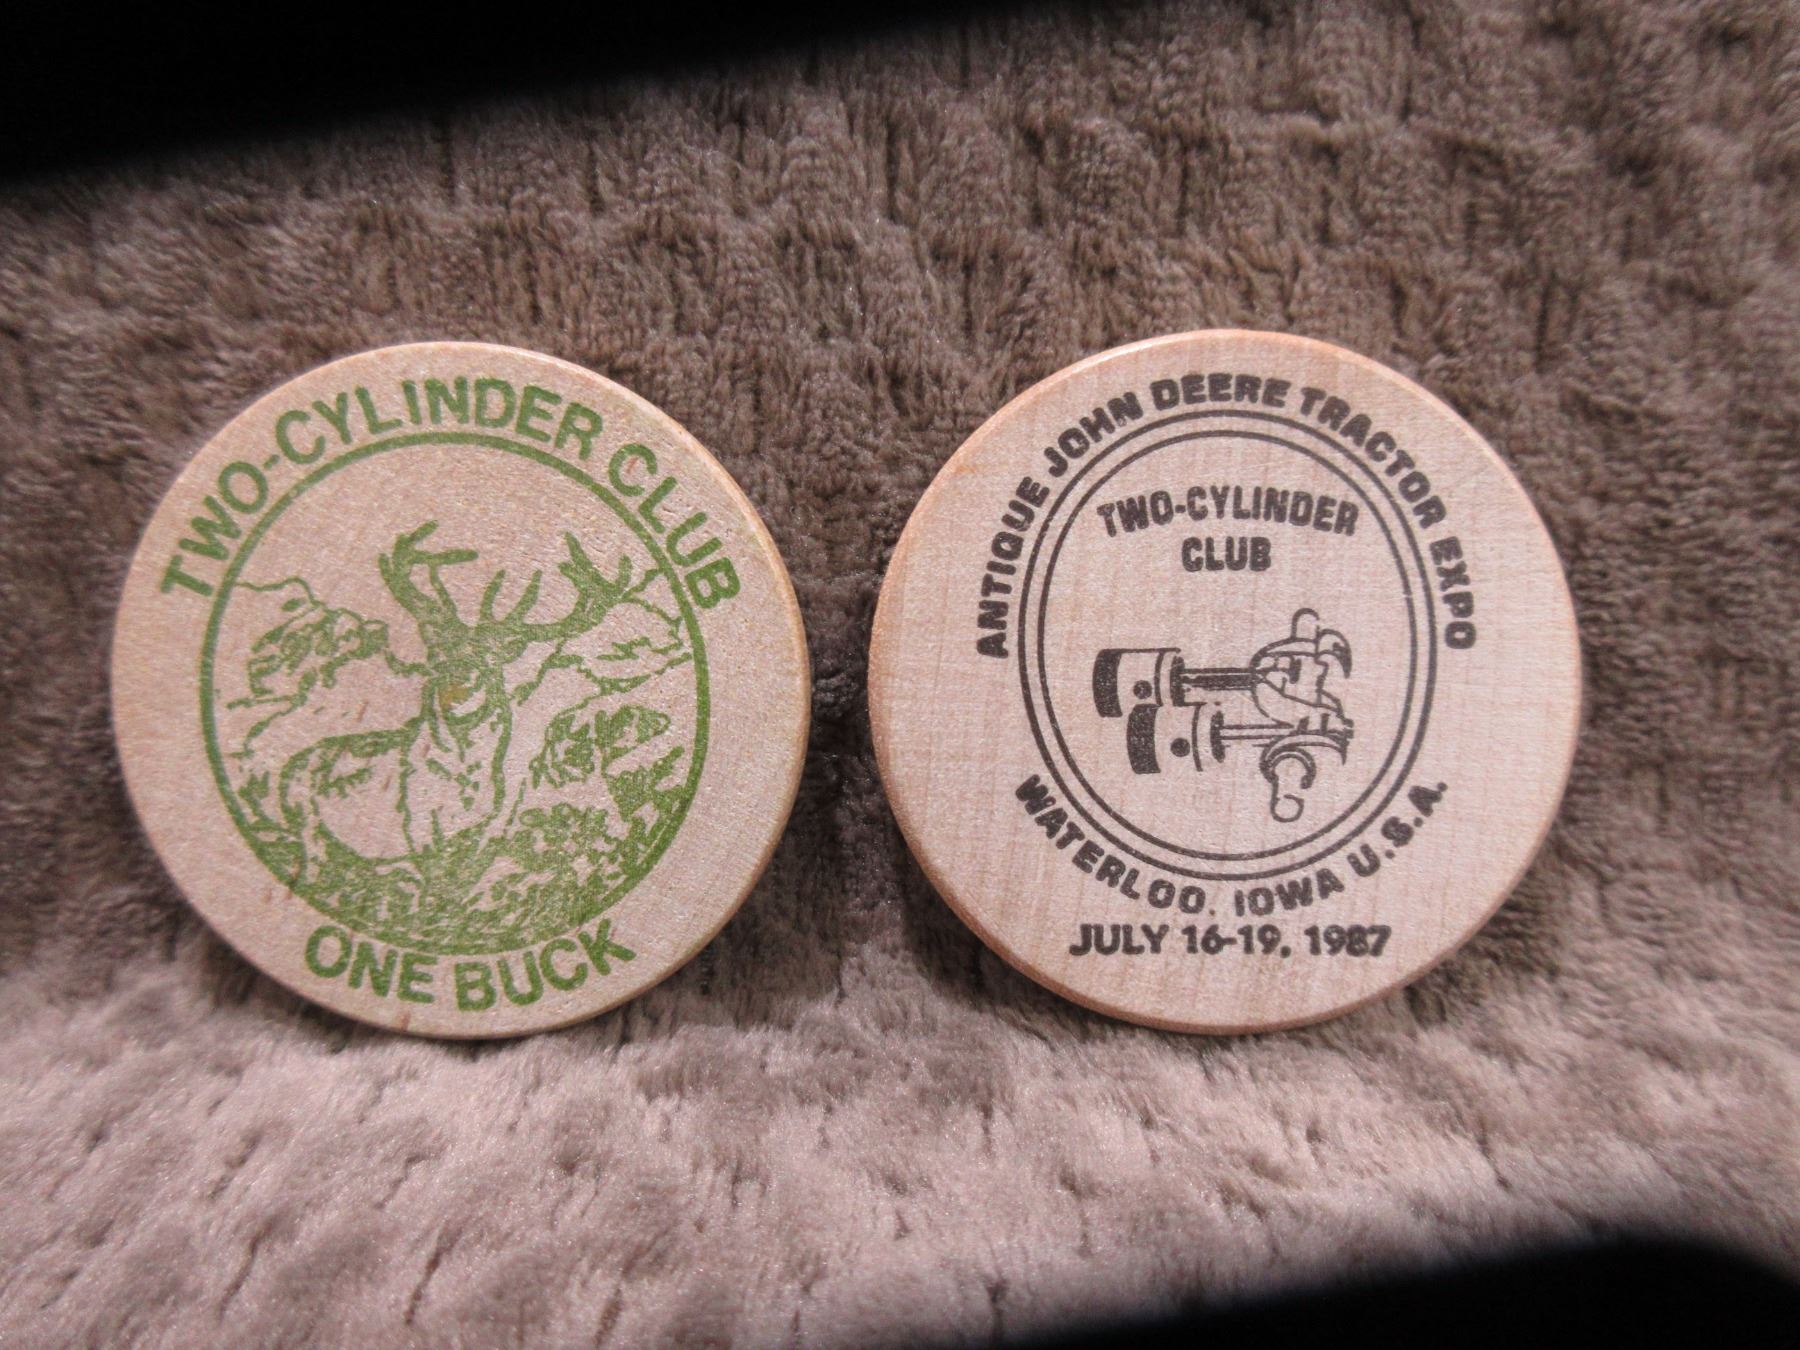 TWO-CYLINDER CLUB
ONE BUCK
ANTIQUE JOHN DEERE TRACTOR EXPO
TWO-CYLINDER
CLUB
WATERLOO, IOWA U.S.A.
JULY 16-19, 1987